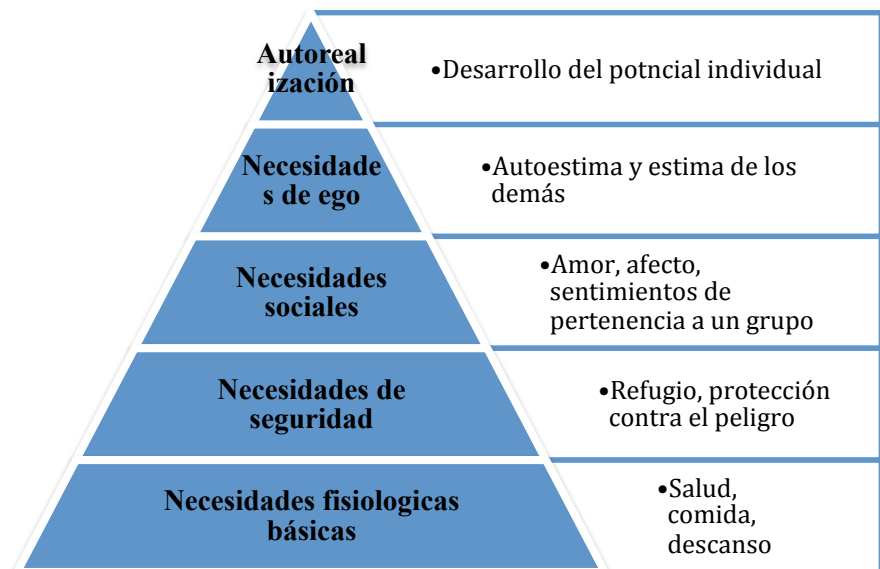 Autoreal
ización
•Desarrollo del potncial individual
Necesidade
s de ego
•Autoestima y estima de los
demás
Necesidades
sociales
•Amor, afecto,
sentimientos de
pertenencia a un grupo
Necesidades de
seguridad
•Refugio, protección
contra el peligro
Necesidades fisiologicas
básicas
•Salud,
comida,
descanso